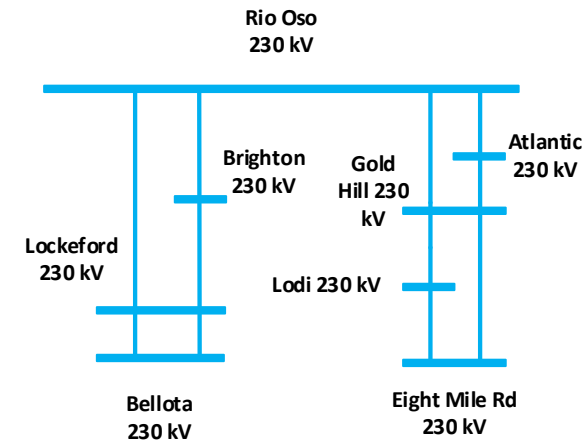 Rio Oso
230 kV
Brighton
230 kV
Gold
Hill 230
kV
Atlantic
230 kV
Lockeford
230 kV
Lodi 230 kV
Bellota
230 kV
Eight Mile Rd
230 kV